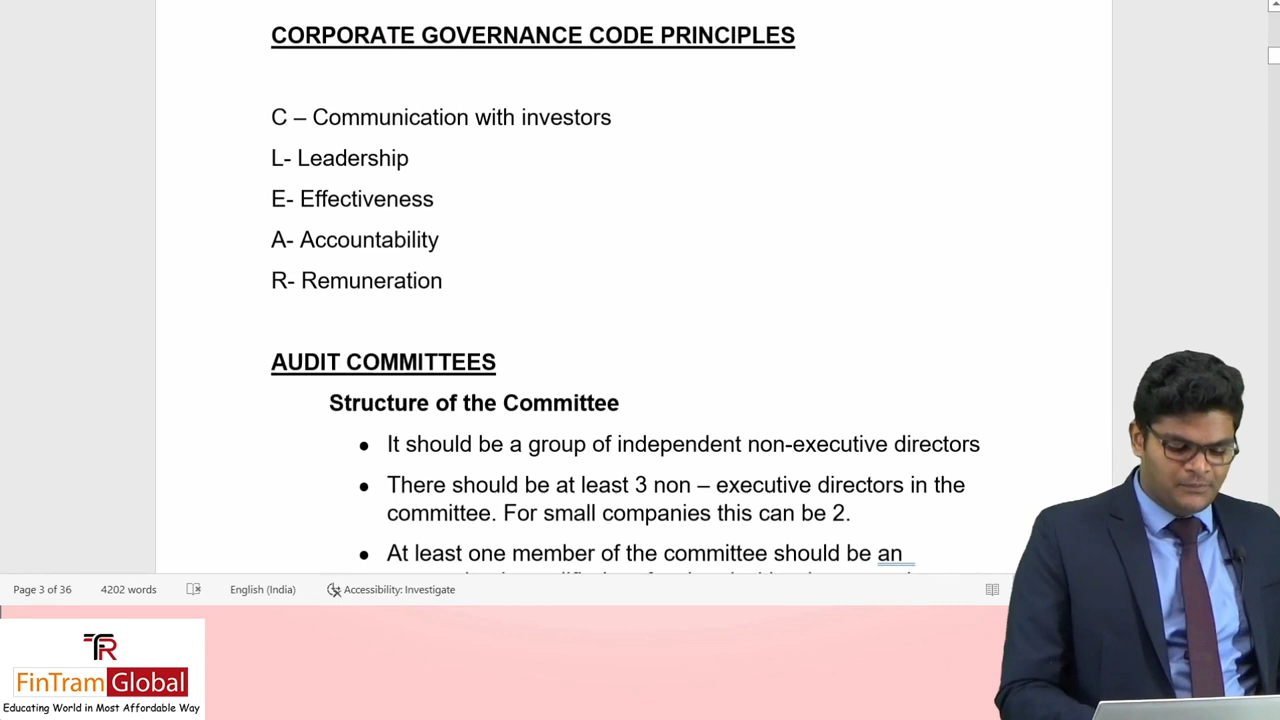 CORPORATE GOVERNANCE CODE PRINCIPLES
C – Communication with investors
L- Leadership
E- Effectiveness
A- Accountability
R- Remuneration
AUDIT COMMITTEES
Structure of the Committee
● It should be a group of independent non-executive directors
● There should be at least 3 non – executive directors in the
committee. For small companies this can be 2.
● At least one member of the committee should be an
Page 3 of 36 4202 words English (India) Accessibility: Investigate
TR
FinTram Global
Educating World in Most Affordable Way